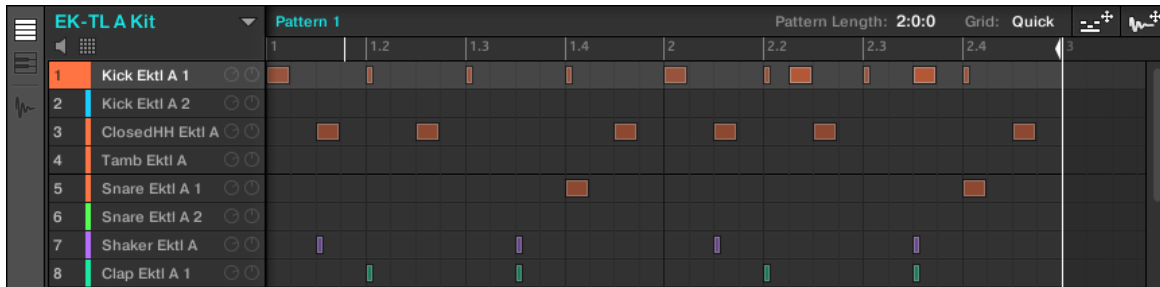 EK-TL A Kit Pattern 1 Pattern Length: 2:0:0 Grid: Quick
1 1.2 1.3 1.4 2 2.2 2.3 2.4 3
1 Kick Ektl A 1
2 Kick Ektl A 2
3 ClosedHH Ektl A
4 Tamb Ektl A
5 Snare Ektl A 1
6 Snare Ektl A 2
7 Shaker Ektl A
8 Clap Ektl A 1